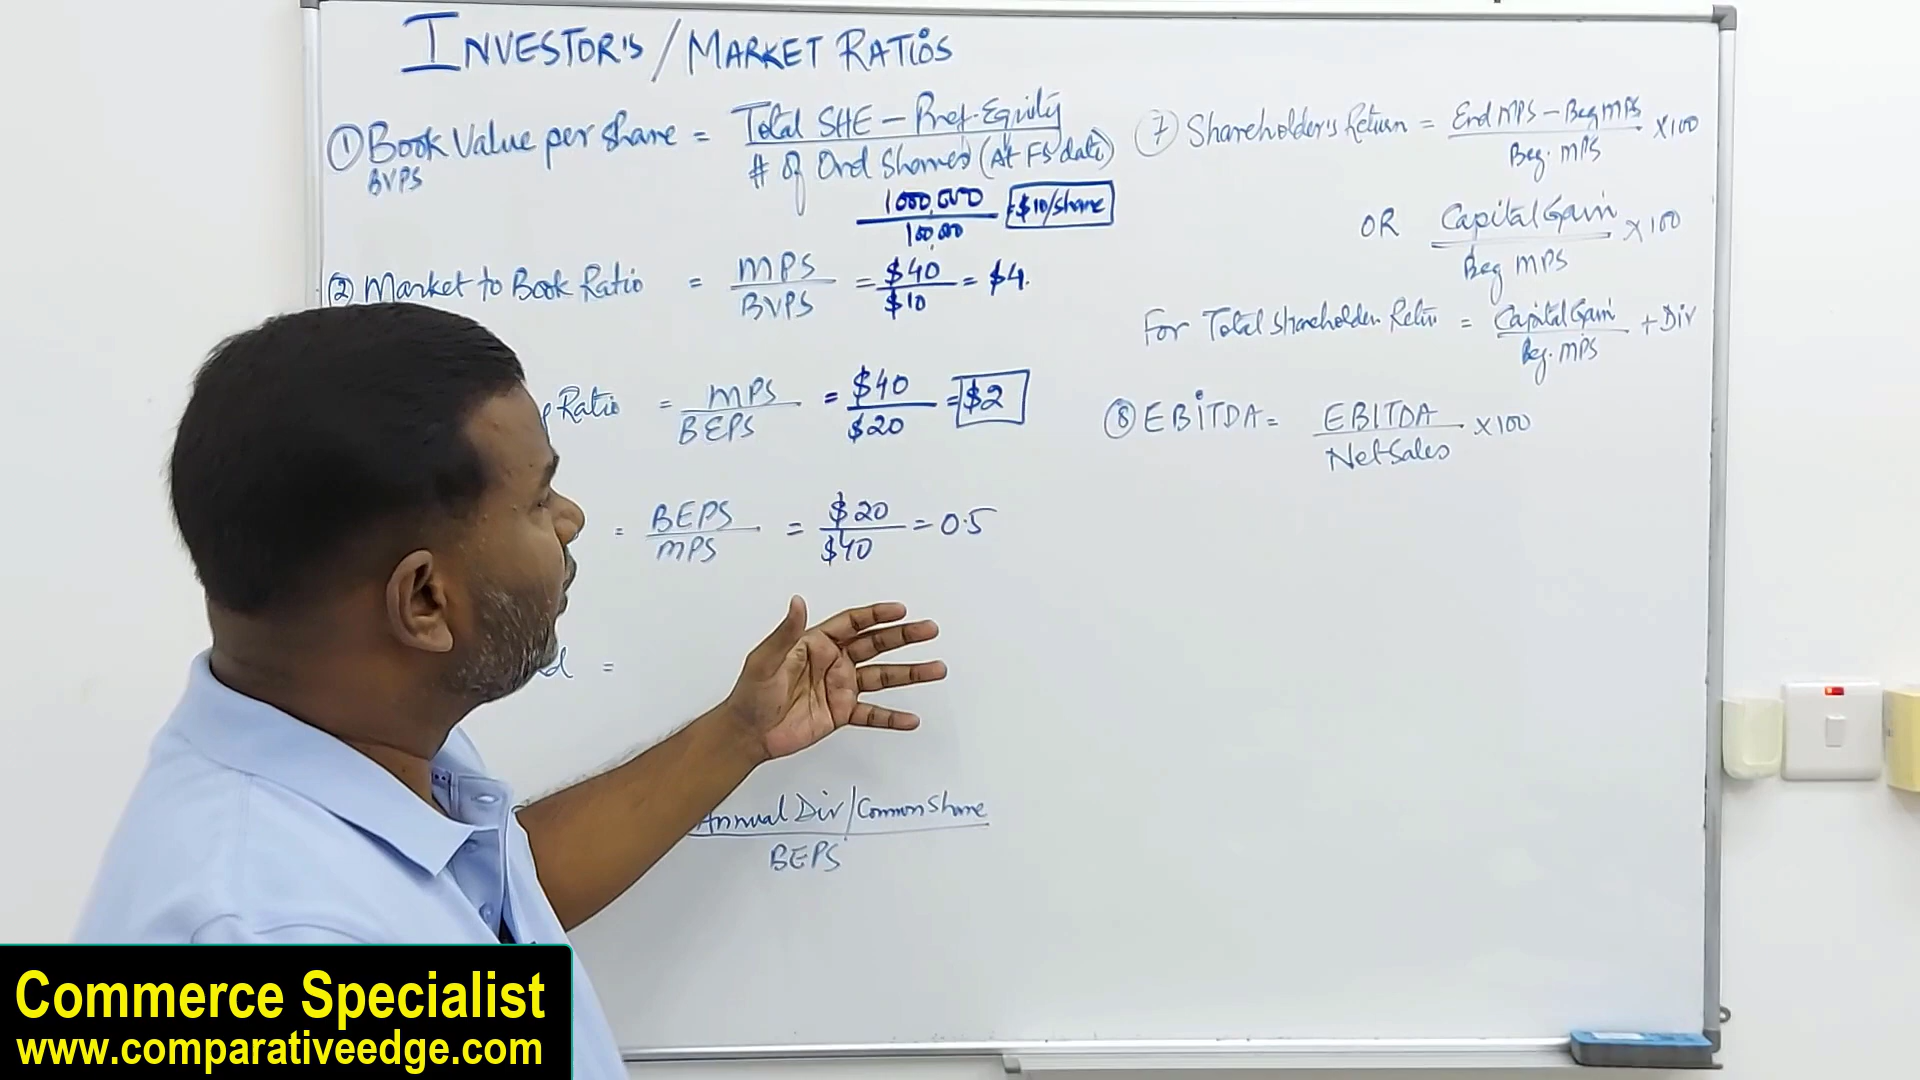 INVESTOR'S / MARKET RATIOS
① Book Value per share = Total SHE – Pref. Equity
BVPS
# of Ord Shares (At FS date)
1000,000 = $10/share
100,000
② Market to Book Ratio = MPS = $40 = $4.
BVPS $10
Ratio = MPS = $40 = $2
BEPS $20
= BEPS = $20 = 0.5
MPS $40
=
Annual Div/Common Share
BEPS
⑦ Shareholder's Return = End MPS – Beg MPS X100
Beg. MPS
OR Capital Gain X100
Beg MPS
For Total Shareholder Return = Capital Gain + Div
Beg. MPS
⑧ EBITDA = EBITDA X100
Net Sales
Commerce Specialist
www.comparativeedge.com